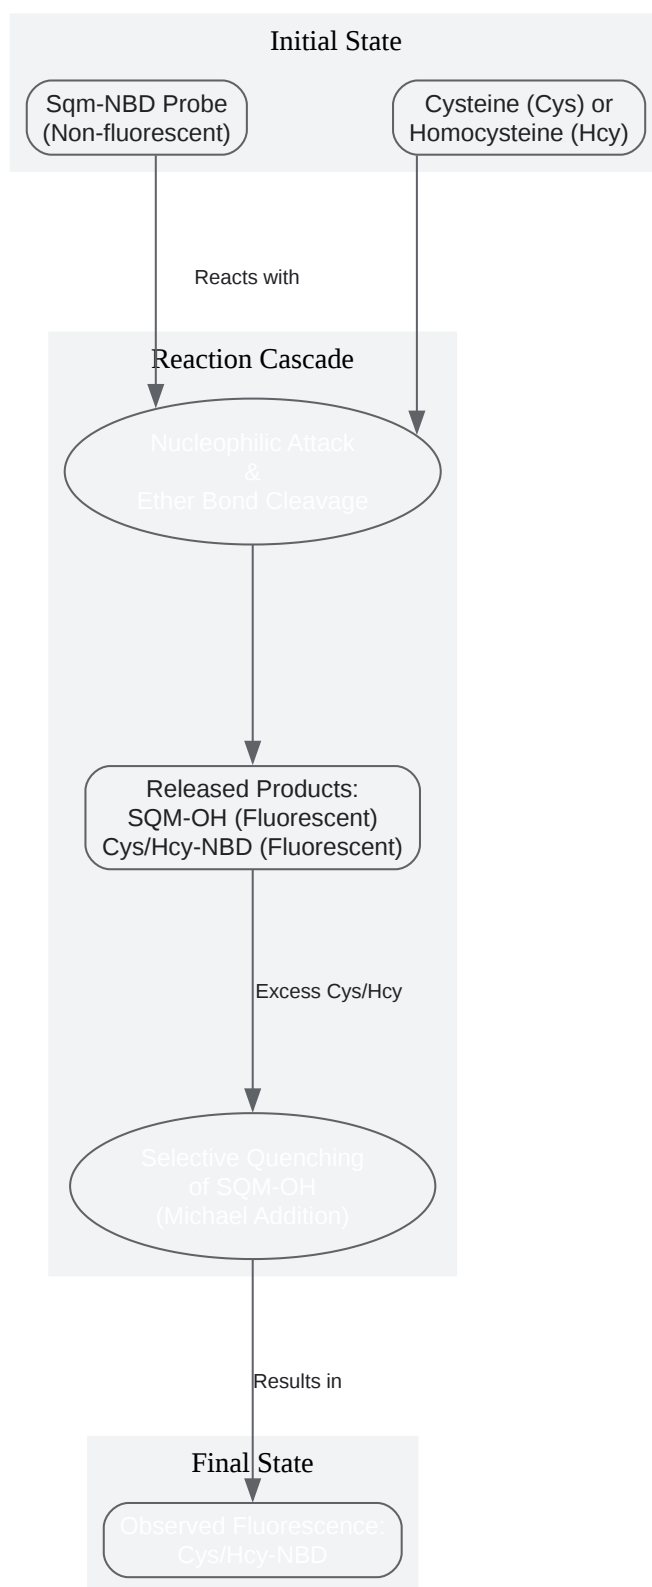 Initial State
Sqm-NBD Probe
(Non-fluorescent)
Cysteine (Cys) or
Homocysteine (Hcy)
Reacts with
Reaction Cascade
Nucleophilic Attack
&
Ether Bond Cleavage
Released Products:
SQM-OH (Fluorescent)
Cys/Hcy-NBD (Fluorescent)
Excess Cys/Hcy
Selective Quenching
of SQM-OH
(Michael Addition)
Results in
Final State
Observed Fluorescence:
Cys/Hcy-NBD